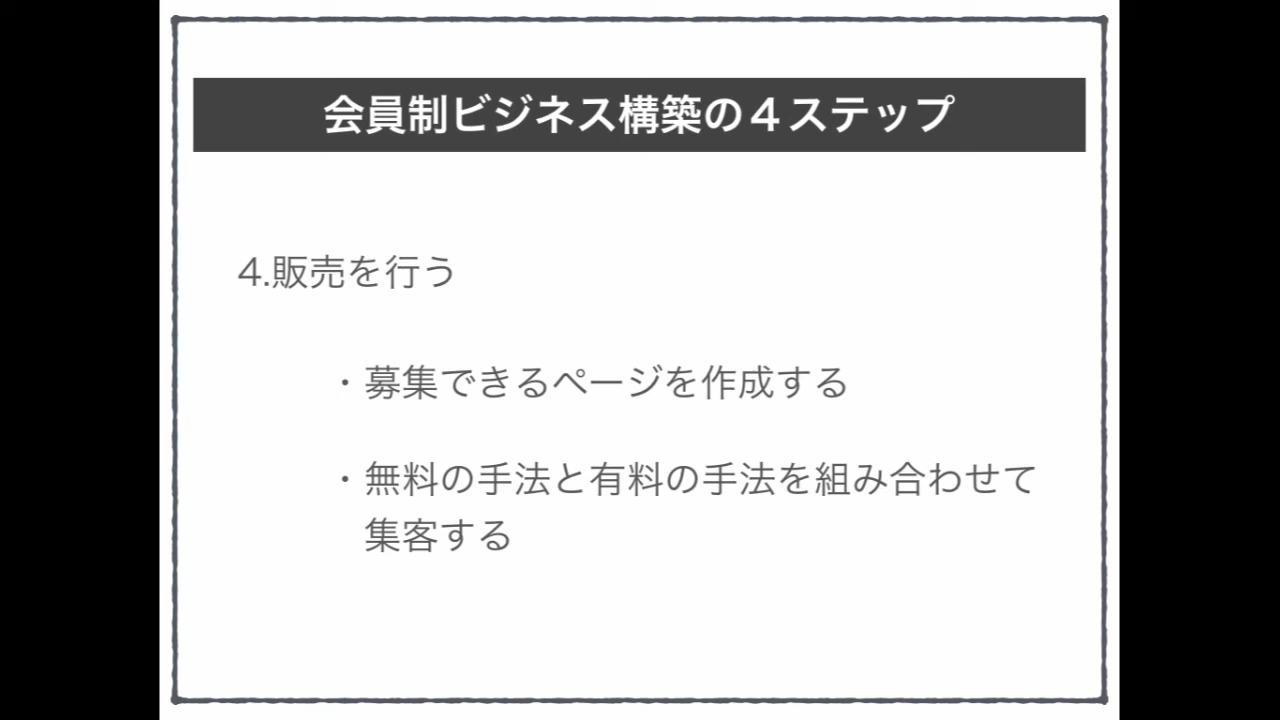 会員制ビジネス構築の４ステップ
4.販売を行う
・募集できるページを作成する
・無料の手法と有料の手法を組み合わせて
集客する